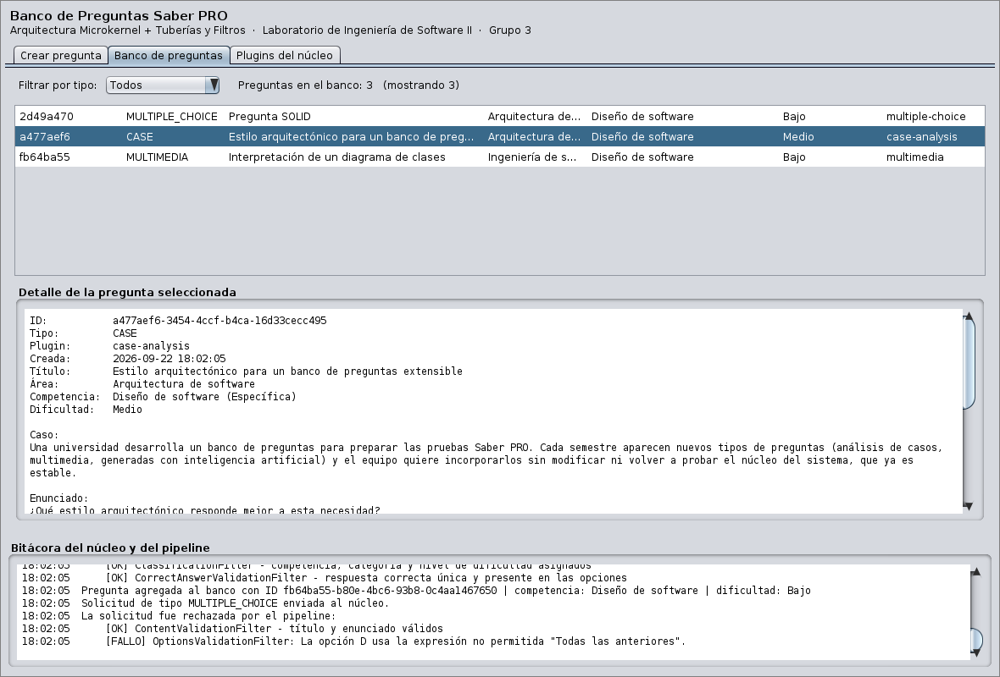 Banco de Preguntas Saber PRO
Arquitectura Microkernel + Tuberías y Filtros · Laboratorio de Ingeniería de Software II · Grupo 3
Crear pregunta Banco de preguntas Plugins del núcleo
Filtrar por tipo: Todos Preguntas en el banco: 3 (mostrando 3)
2d49a470 MULTIPLE_CHOICE Pregunta SOLID Arquitectura de... Diseño de software Bajo multiple-choice
a477aef6 CASE Estilo arquitectónico para un banco de preg... Arquitectura de... Diseño de software Medio case-analysis
fb64ba55 MULTIMEDIA Interpretación de un diagrama de clases Ingeniería de s... Diseño de software Bajo multimedia
Detalle de la pregunta seleccionada
ID: a477aef6-3454-4ccf-b4ca-16d33cecc495
Tipo: CASE
Plugin: case-analysis
Creada: 2026-09-22 18:02:05
Título: Estilo arquitectónico para un banco de preguntas extensible
Área: Arquitectura de software
Competencia: Diseño de software (Específica)
Dificultad: Medio
Caso:
Una universidad desarrolla un banco de preguntas para preparar las pruebas Saber PRO. Cada semestre aparecen nuevos tipos de preguntas (análisis de casos,
multimedia, generadas con inteligencia artificial) y el equipo quiere incorporarlos sin modificar ni volver a probar el núcleo del sistema, que ya es
estable.
Enunciado:
¿Qué estilo arquitectónico responde mejor a esta necesidad?
Bitácora del núcleo y del pipeline
18:02:05 [OK] ClassificationFilter - competencia, categoría y nivel de dificultad asignados
18:02:05 [OK] CorrectAnswerValidationFilter - respuesta correcta única y presente en las opciones
18:02:05 Pregunta agregada al banco con ID fb64ba55-b80e-4bc6-93b8-0c4aa1467650 | competencia: Diseño de software | dificultad: Bajo
18:02:05 Solicitud de tipo MULTIPLE_CHOICE enviada al núcleo.
18:02:05 La solicitud fue rechazada por el pipeline:
18:02:05 [OK] ContentValidationFilter - título y enunciado válidos
18:02:05 [FALLO] OptionsValidationFilter: La opción D usa la expresión no permitida "Todas las anteriores".